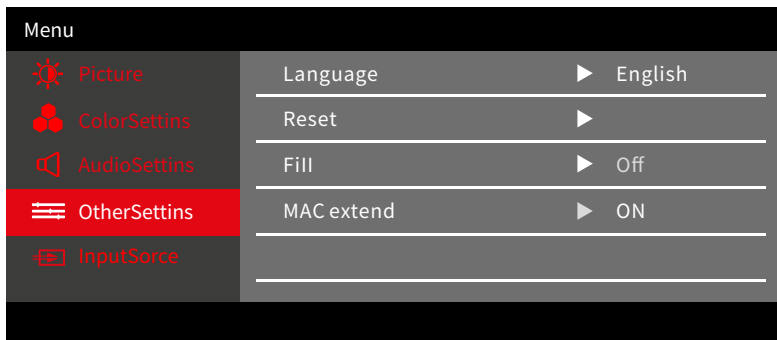 Menu
Picture
Language ▶ English
ColorSettins
Reset ▶
AudioSettins
Fill ▶ Off
OtherSettins
MAC extend ▶ ON
InputSorce